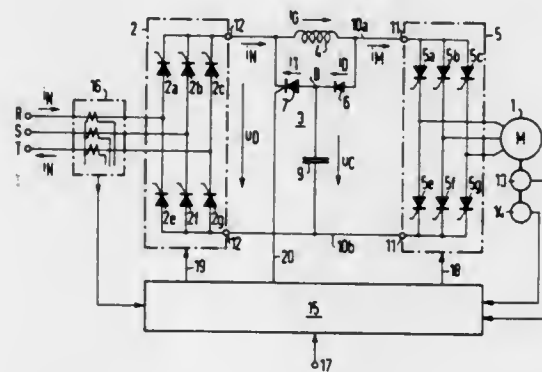 2 12 IG 10a 11 5
IN 4 IM
16 I1 8 ID 5a 5b 5c
2a 2b 2c 7 6
R IN 3 1
S UD UC M
T IN 9 13
2e 2f 2g 5e 5f 5g 14
12 10b 11
19 20 18
15
17